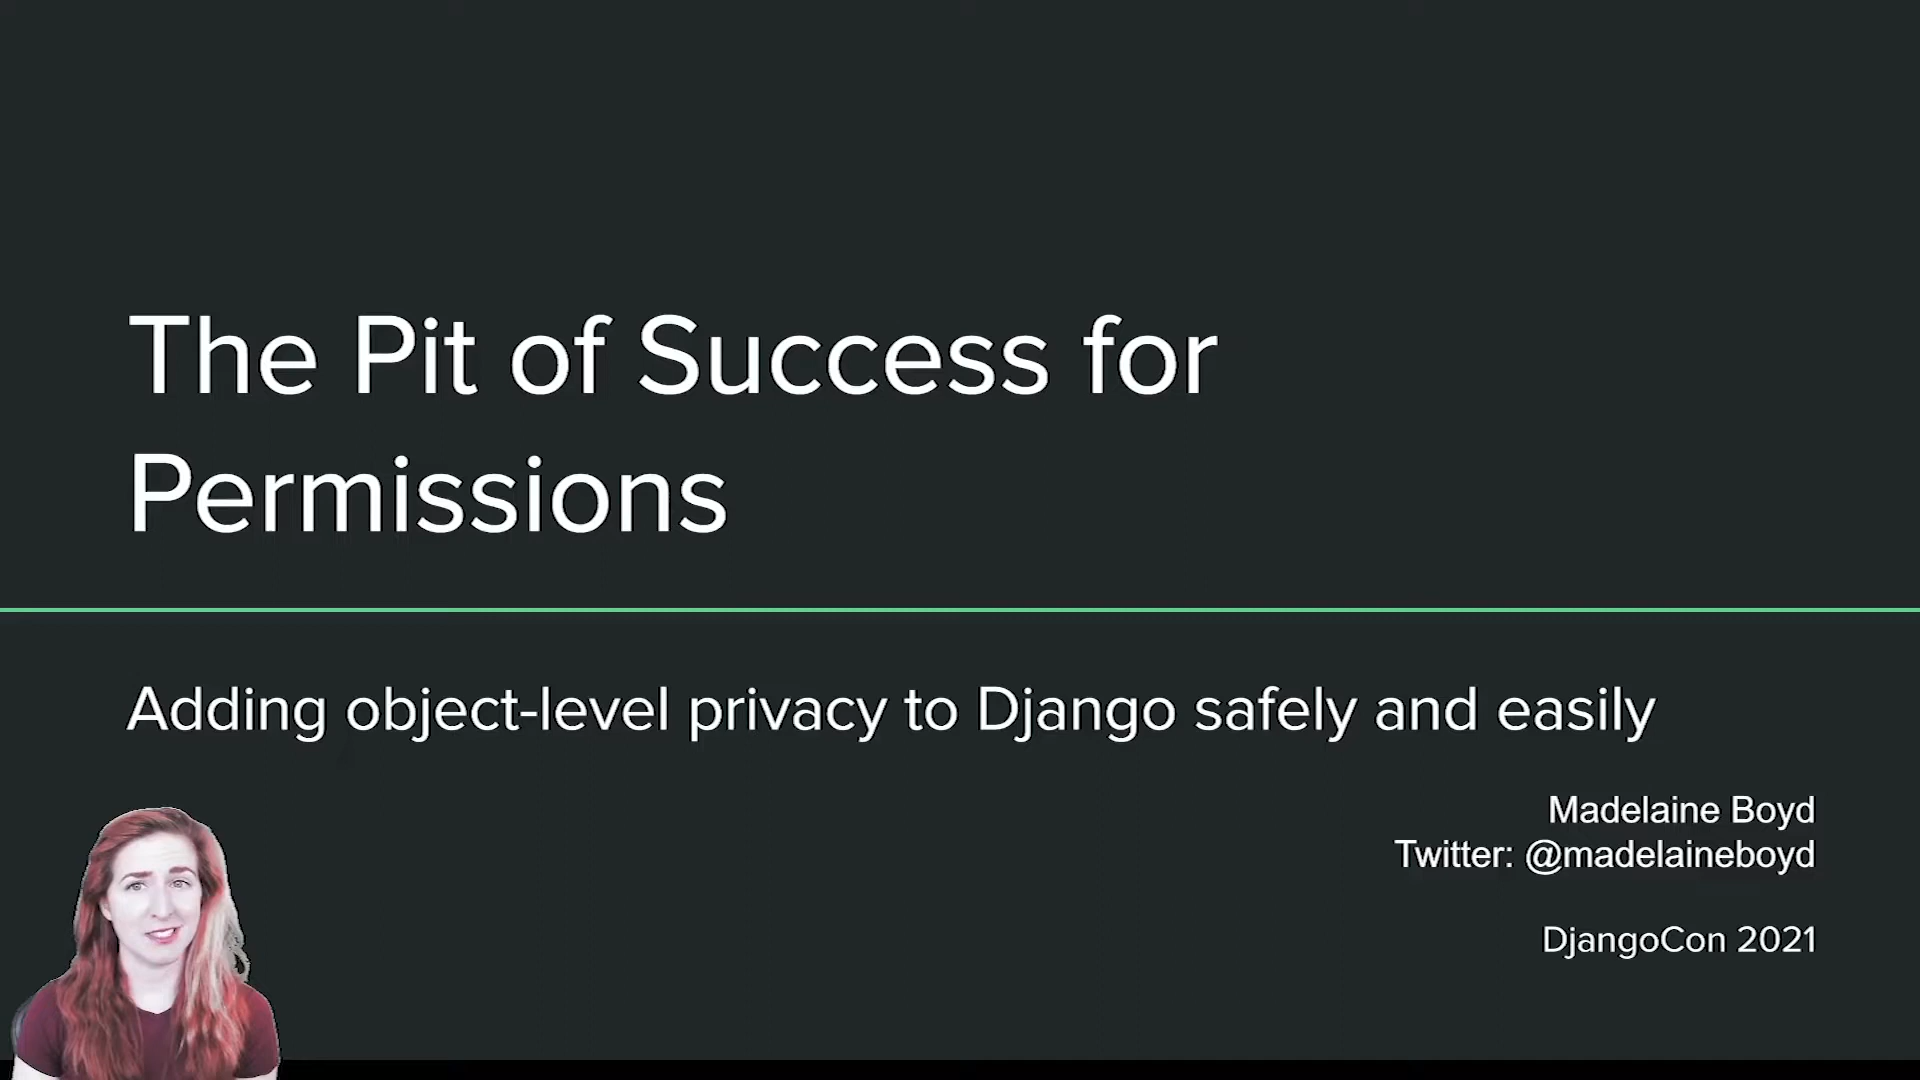 The Pit of Success for
Permissions
Adding object-level privacy to Django safely and easily
Madelaine Boyd
Twitter: @madelaineboyd
DjangoCon 2021